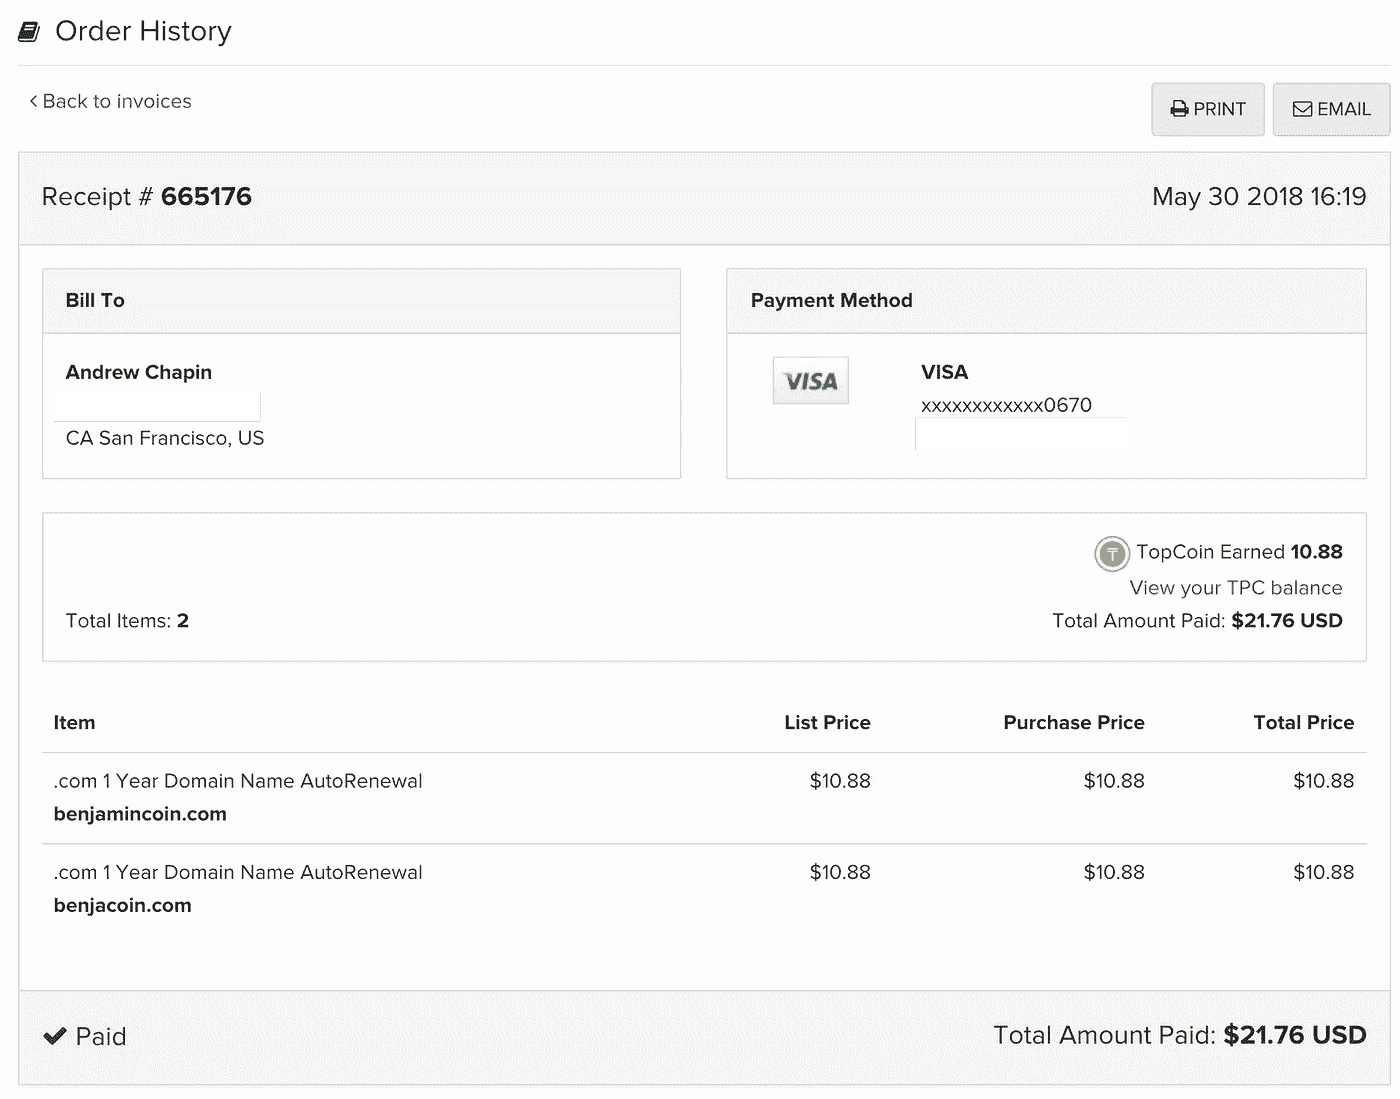 Order History
Back to invoices
PRINT
EMAIL
Receipt # 665176
May 30 2018 16:19
Bill To
Andrew Chapin
CA San Francisco, US
Payment Method
VISA
VISA
xxxxxxxxxxxx0670
TopCoin Earned 10.88
View your TPC balance
Total Items: 2
Total Amount Paid: $21.76 USD
Item List Price Purchase Price Total Price
.com 1 Year Domain Name AutoRenewal $10.88 $10.88 $10.88
benjamincoin.com
.com 1 Year Domain Name AutoRenewal $10.88 $10.88 $10.88
benjacoin.com
Paid
Total Amount Paid: $21.76 USD